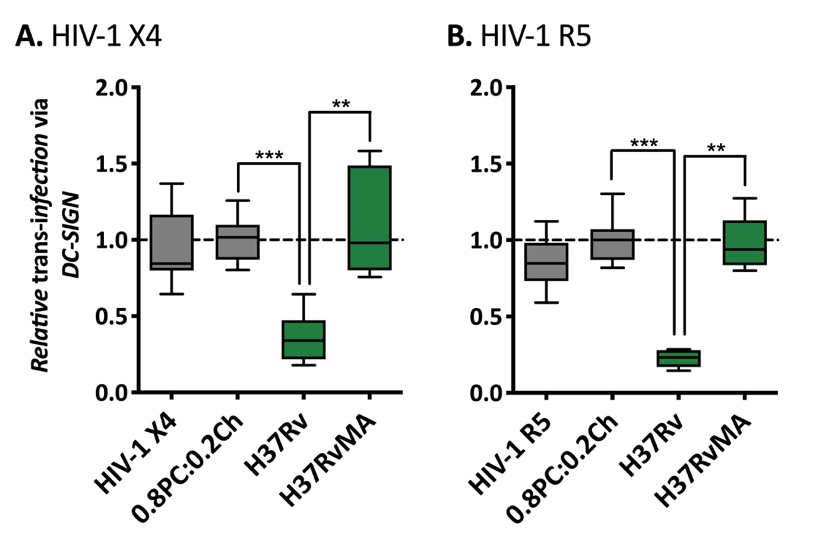 A. HIV-1 X4
B. HIV-1 R5
Relative trans-infection via
DC-SIGN
2.0
1.5
1.0
0.5
0.0
***
**
HIV-1 X4
0.8PC:0.2Ch
H37Rv
H37RvMA
2.0
1.5
1.0
0.5
0.0
***
**
HIV-1 R5
0.8PC:0.2Ch
H37Rv
H37RvMA